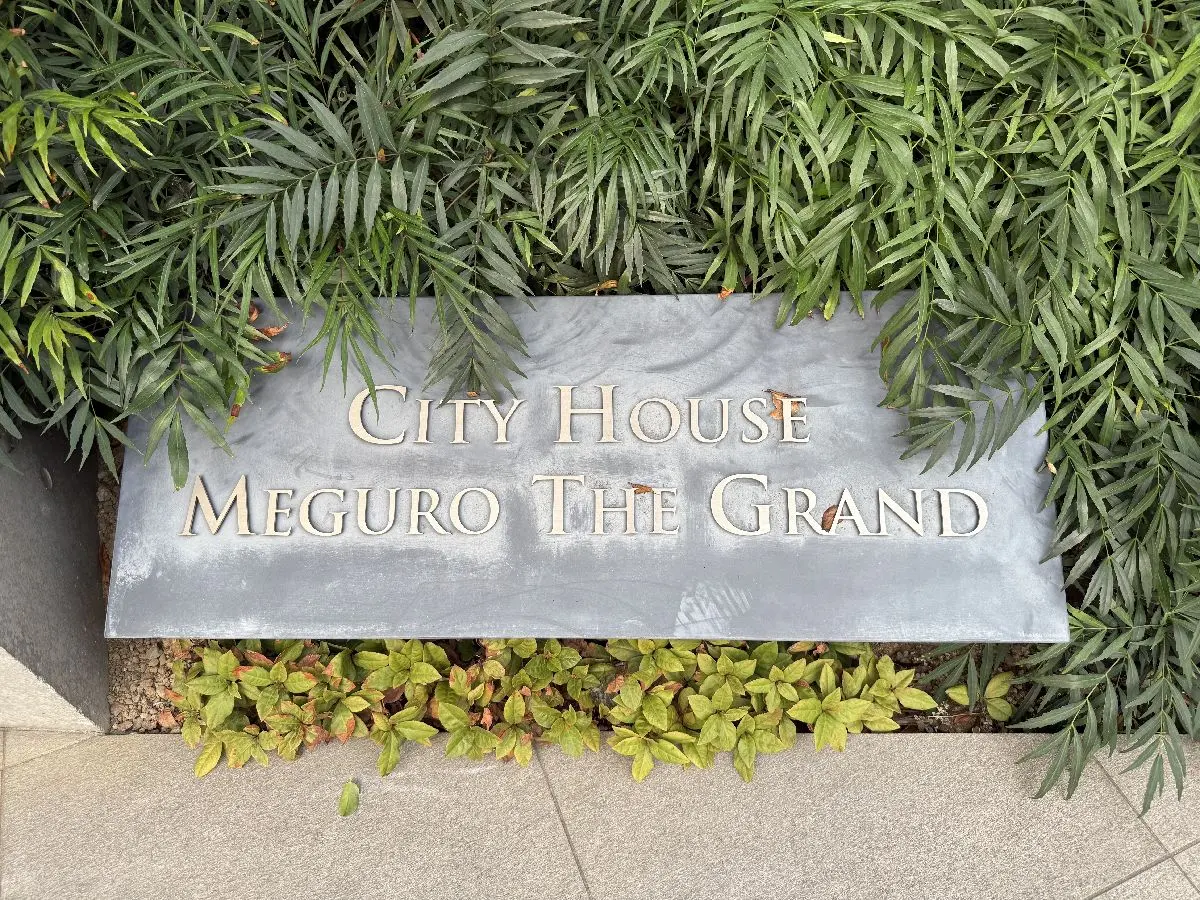 City House
Meguro The Grand